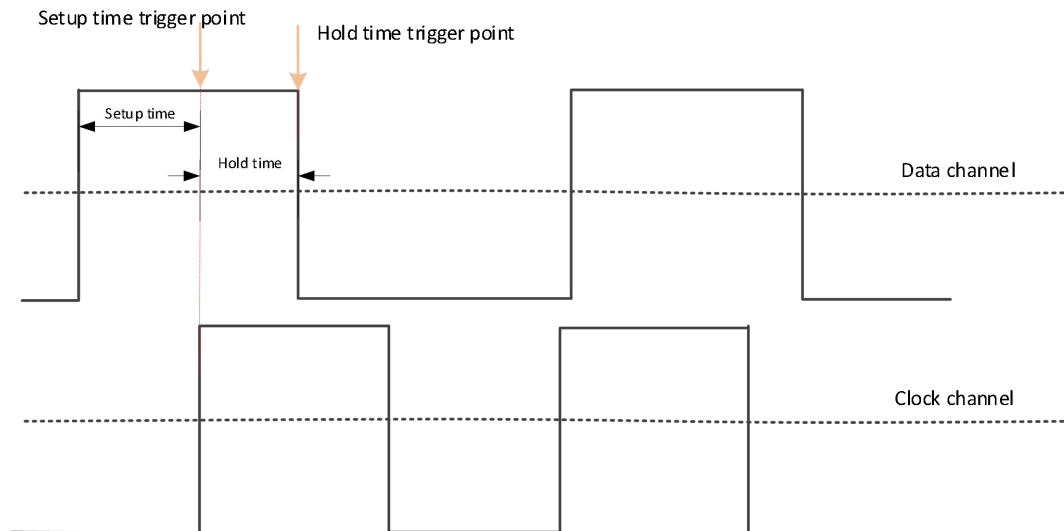 Setup time trigger point
Hold time trigger point
Setup time
Hold time
Data channel
Clock channel